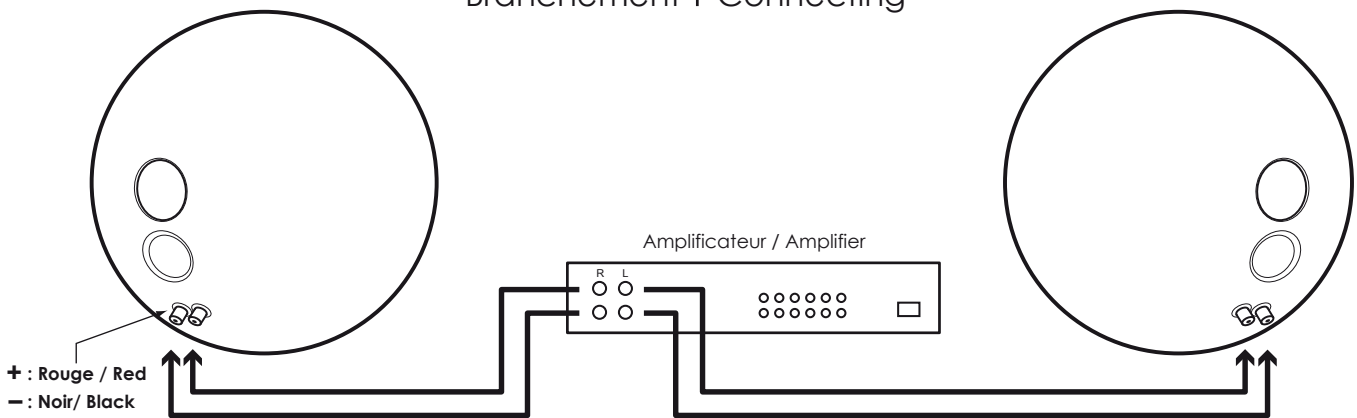 Branchement / Connecting
Amplificateur / Amplifier
R L
+ : Rouge / Red
– : Noir/ Black